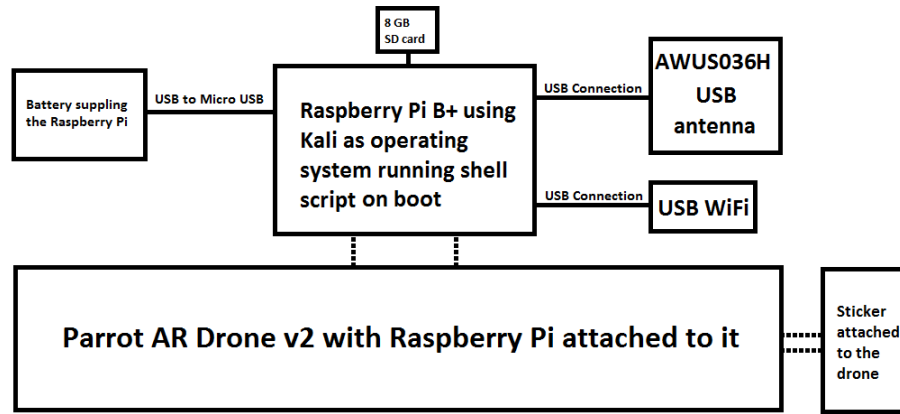 8 GB
SD card
Battery suppling
the Raspberry Pi
USB to Micro USB
Raspberry Pi B+ using
Kali as operating
system running shell
script on boot
USB Connection
AWUS036H
USB
antenna
USB Connection
USB WiFi
Parrot AR Drone v2 with Raspberry Pi attached to it
Sticker
attached
to the
drone